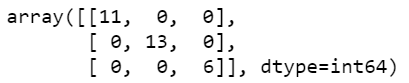 array([[11,  0,  0],
       [ 0, 13,  0],
       [ 0,  0,  6]], dtype=int64)